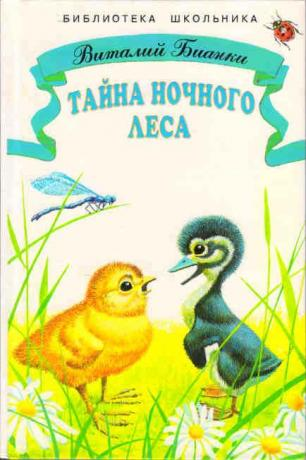 БИБЛИОТЕКА ШКОЛЬНИКА
Виталий Бианки
ТАЙНА НОЧНОГО
ЛЕСА